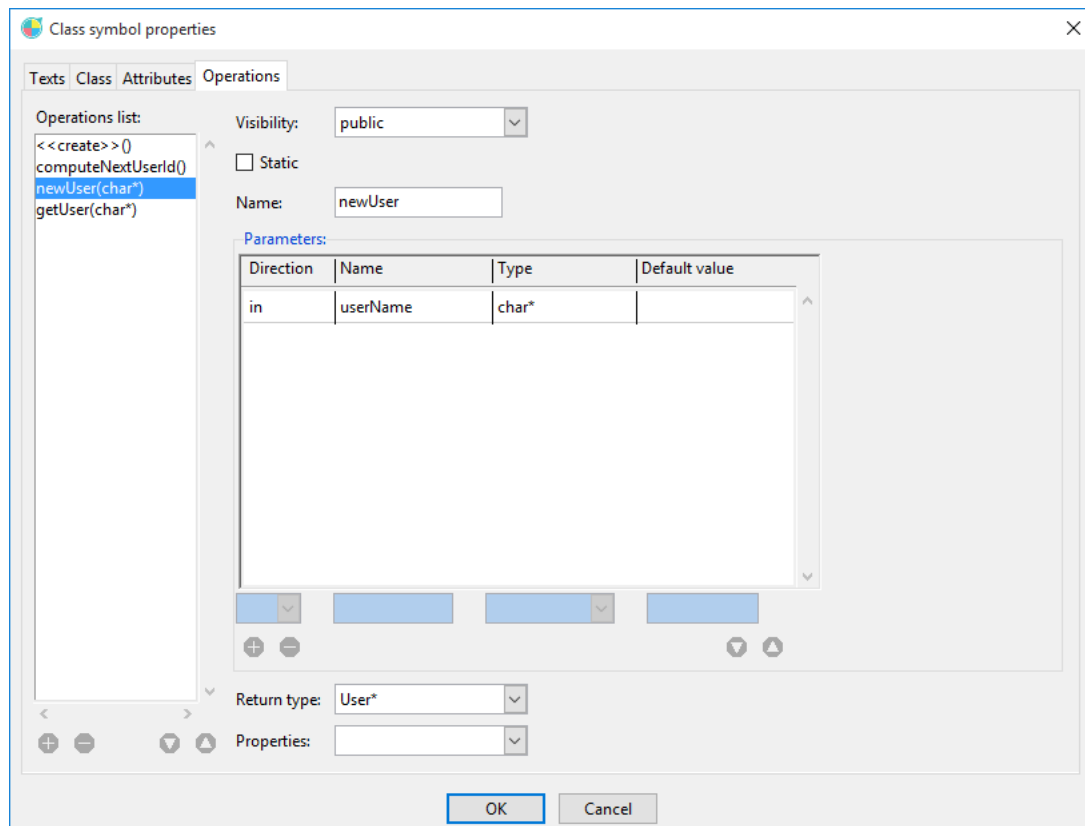 Class symbol properties
Texts Class Attributes Operations
Operations list:
<<create>>()
computeNextUserId()
newUser(char*)
getUser(char*)
Visibility: public
Static
Name: newUser
Parameters:
Direction Name Type Default value
in userName char*
Return type: User*
Properties:
OK Cancel